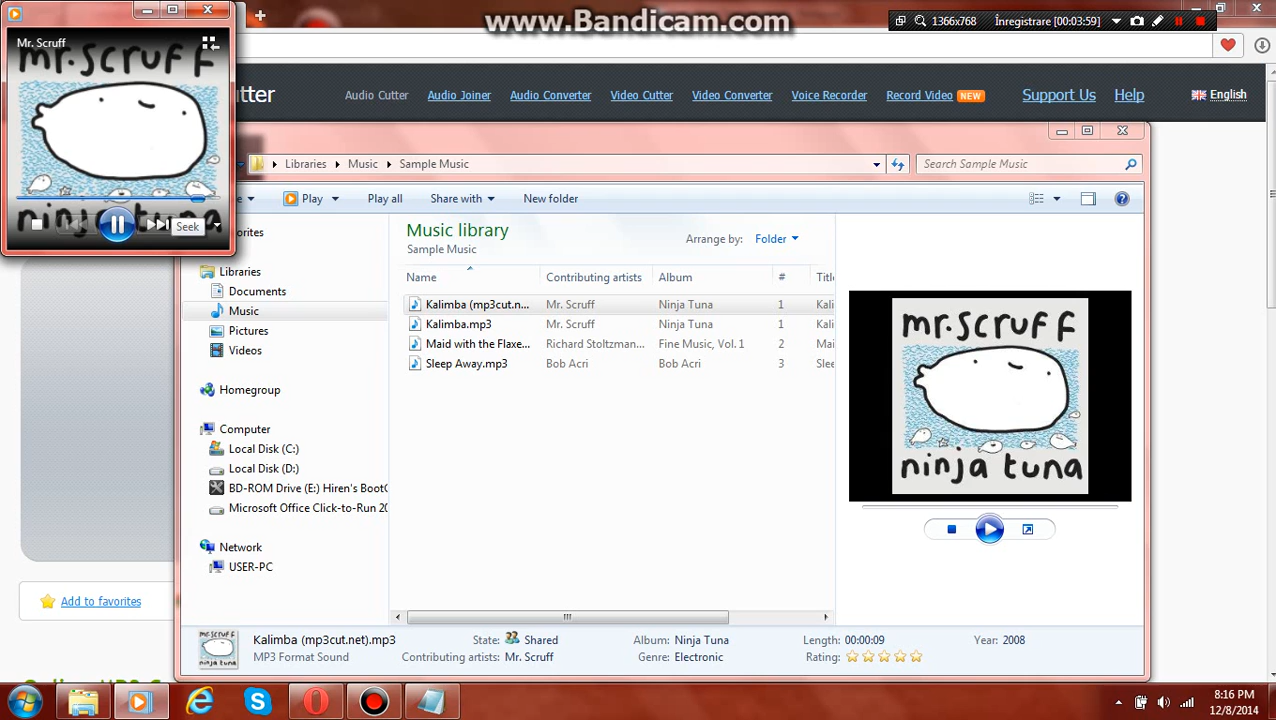 www.Bandicam.com
1366x768
Înregistrare [00:03:59]
Mr. Scruff
mr.scruff
ninja tuna
Seek
utter
Audio Cutter
Audio Joiner
Audio Converter
Video Cutter
Video Converter
Voice Recorder
Record Video NEW
Support Us
Help
English
Libraries
Music
Sample Music
Search Sample Music
Play
Play all
Share with
New folder
Music library
Sample Music
Arrange by: Folder
Name Contributing artists Album # Titl
Kalimba (mp3cut.n... Mr. Scruff Ninja Tuna 1 Kali
Kalimba.mp3 Mr. Scruff Ninja Tuna 1 Kali
Maid with the Flaxe... Richard Stoltzman... Fine Music, Vol. 1 2 Mai
Sleep Away.mp3 Bob Acri Bob Acri 3 Slee
orites
Libraries
Documents
Music
Pictures
Videos
Homegroup
Computer
Local Disk (C:)
Local Disk (D:)
BD-ROM Drive (E:) Hiren's BootC
Microsoft Office Click-to-Run 20
Network
USER-PC
mr.scruff
ninja tuna
Add to favorites
mr.scruff
ninja tuna
Kalimba (mp3cut.net).mp3 State: Shared Album: Ninja Tuna Length: 00:00:09 Year: 2008
MP3 Format Sound Contributing artists: Mr. Scruff Genre: Electronic Rating:
8:16 PM
12/8/2014